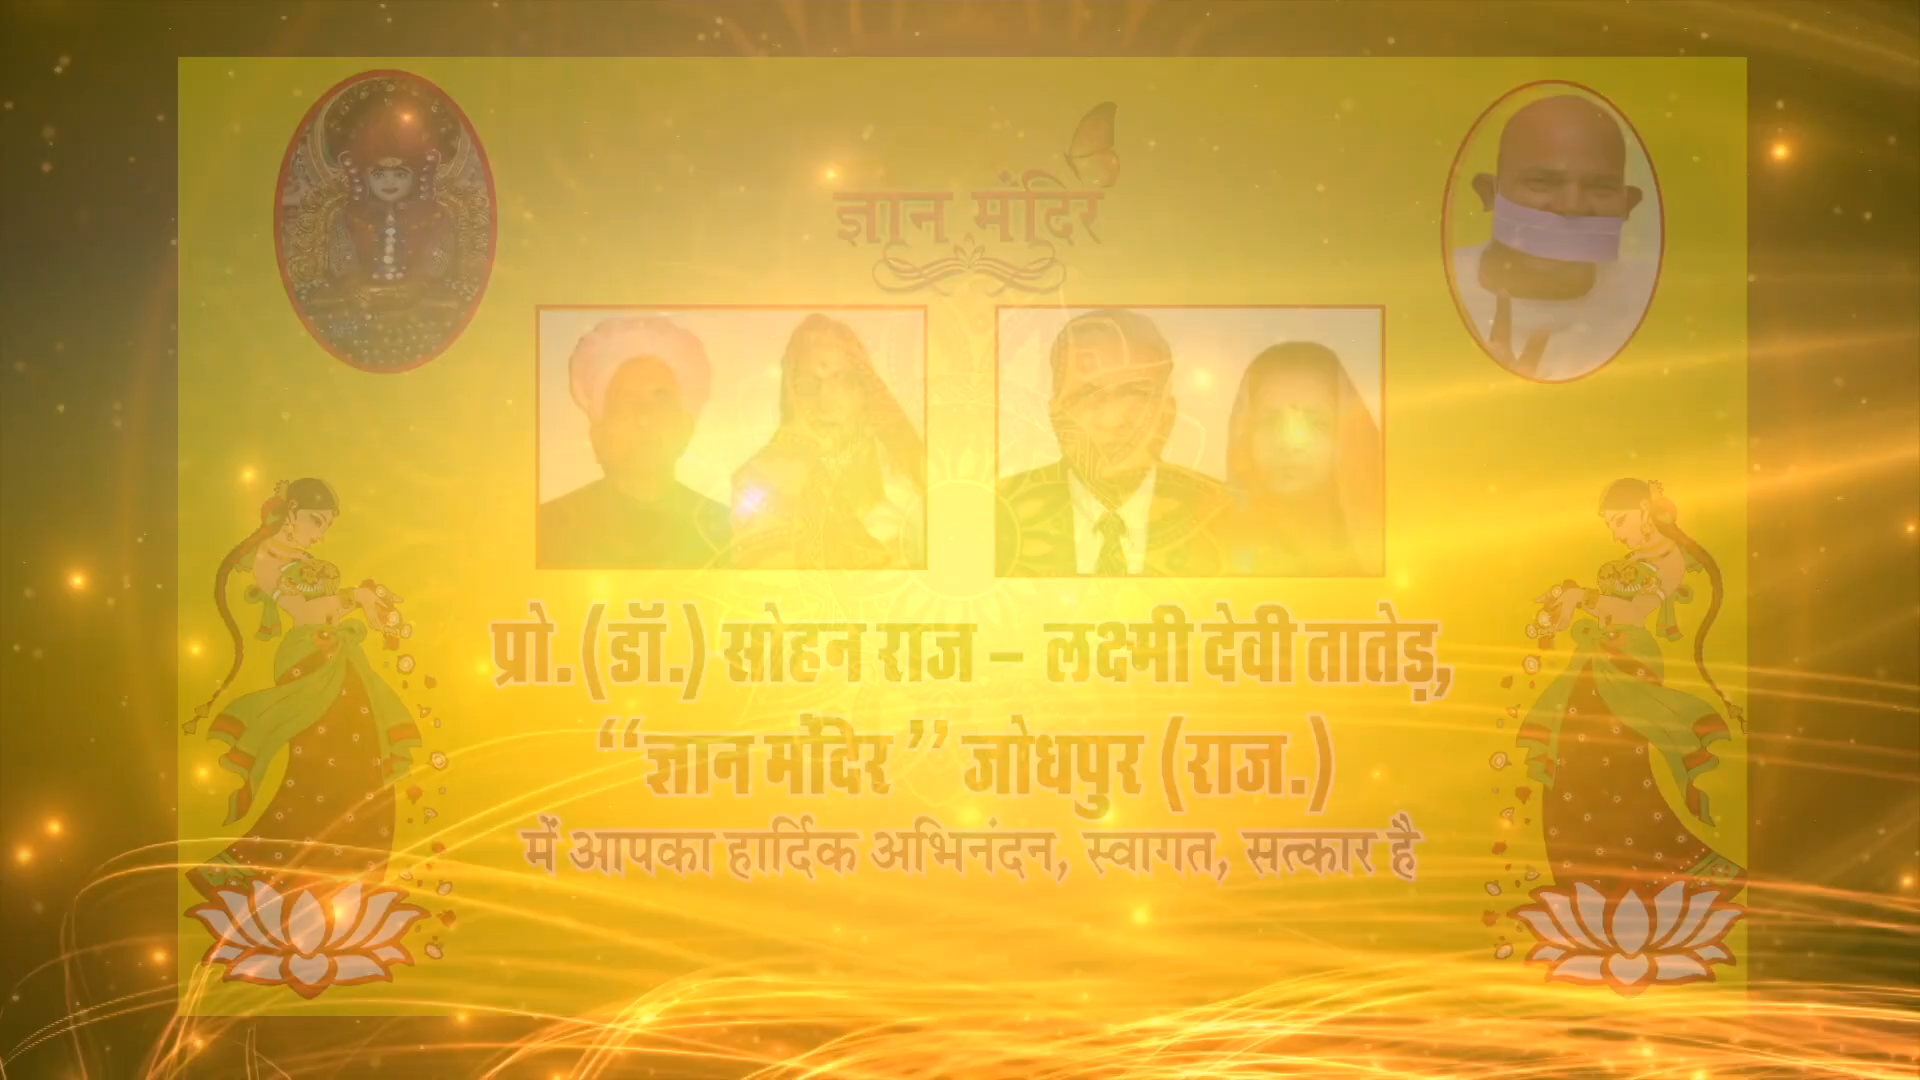 ज्ञान मंदिर
प्रो.(डॉ.) सोहन राज – लक्ष्मी देवी तातेड़,
“ज्ञान मंदिर” जोधपुर (राज.)
में आपका हार्दिक अभिनंदन, स्वागत, सत्कार है